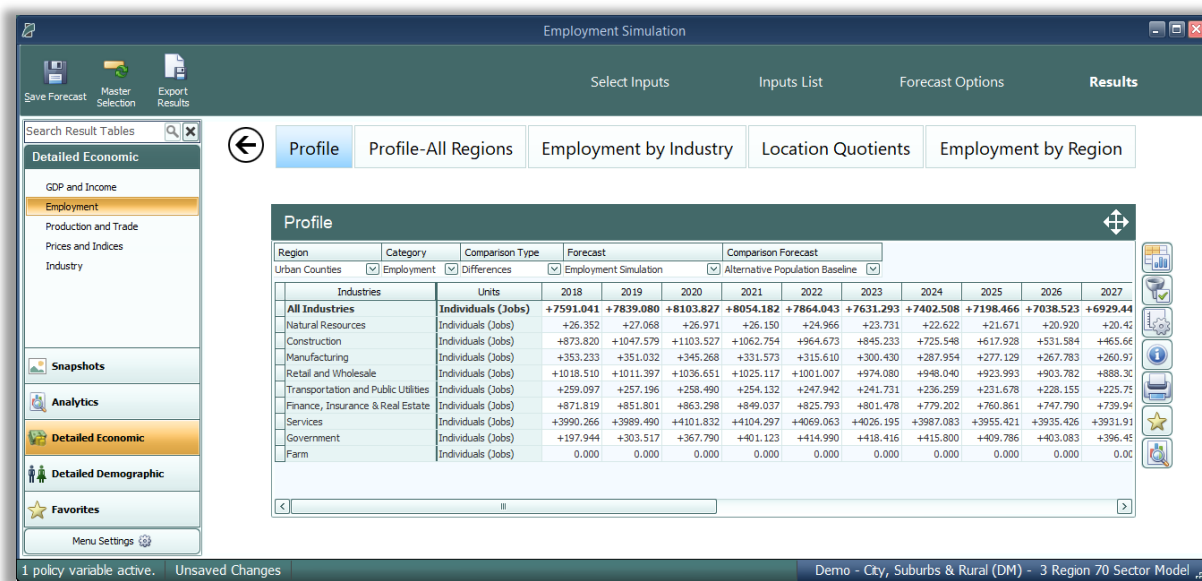 Employment Simulation
Save Forecast
Master Selection
Export Results
Select Inputs
Inputs List
Forecast Options
Results
Search Result Tables
Detailed Economic
GDP and Income
Employment
Production and Trade
Prices and Indices
Industry
Snapshots
Analytics
Detailed Economic
Detailed Demographic
Favorites
Menu Settings
Profile
Profile-All Regions
Employment by Industry
Location Quotients
Employment by Region
Profile
Region Category Comparison Type Forecast Comparison Forecast
Urban Counties Employment Differences Employment Simulation Alternative Population Baseline
Industries Units 2018 2019 2020 2021 2022 2023 2024 2025 2026 2027
All Industries Individuals (Jobs) +7591.041 +7839.080 +8103.827 +8054.182 +7864.043 +7631.293 +7402.508 +7198.466 +7038.523 +6929.44
Natural Resources Individuals (Jobs) +26.352 +27.068 +26.971 +26.150 +24.966 +23.731 +22.622 +21.671 +20.920 +20.42
Construction Individuals (Jobs) +873.820 +1047.579 +1103.527 +1062.754 +964.673 +845.233 +725.548 +617.928 +531.584 +465.66
Manufacturing Individuals (Jobs) +353.233 +351.032 +345.268 +331.573 +315.610 +300.430 +287.954 +277.129 +267.783 +260.97
Retail and Wholesale Individuals (Jobs) +1018.510 +1011.397 +1036.651 +1025.117 +1001.007 +974.080 +948.040 +923.993 +903.782 +888.30
Transportation and Public Utilities Individuals (Jobs) +259.097 +257.196 +258.490 +254.132 +247.942 +241.731 +236.259 +231.678 +228.155 +225.75
Finance, Insurance & Real Estate Individuals (Jobs) +871.819 +851.801 +863.298 +849.037 +825.793 +801.478 +779.202 +760.861 +747.790 +739.94
Services Individuals (Jobs) +3990.266 +3989.490 +4101.832 +4104.297 +4069.063 +4026.195 +3987.083 +3955.421 +3935.426 +3931.91
Government Individuals (Jobs) +197.944 +303.517 +367.790 +401.123 +414.990 +418.416 +415.800 +409.786 +403.083 +396.45
Farm Individuals (Jobs) 0.000 0.000 0.000 0.000 0.000 0.000 0.000 0.000 0.000 0.00
1 policy variable active. Unsaved Changes
Demo - City, Suburbs & Rural (DM) - 3 Region 70 Sector Model